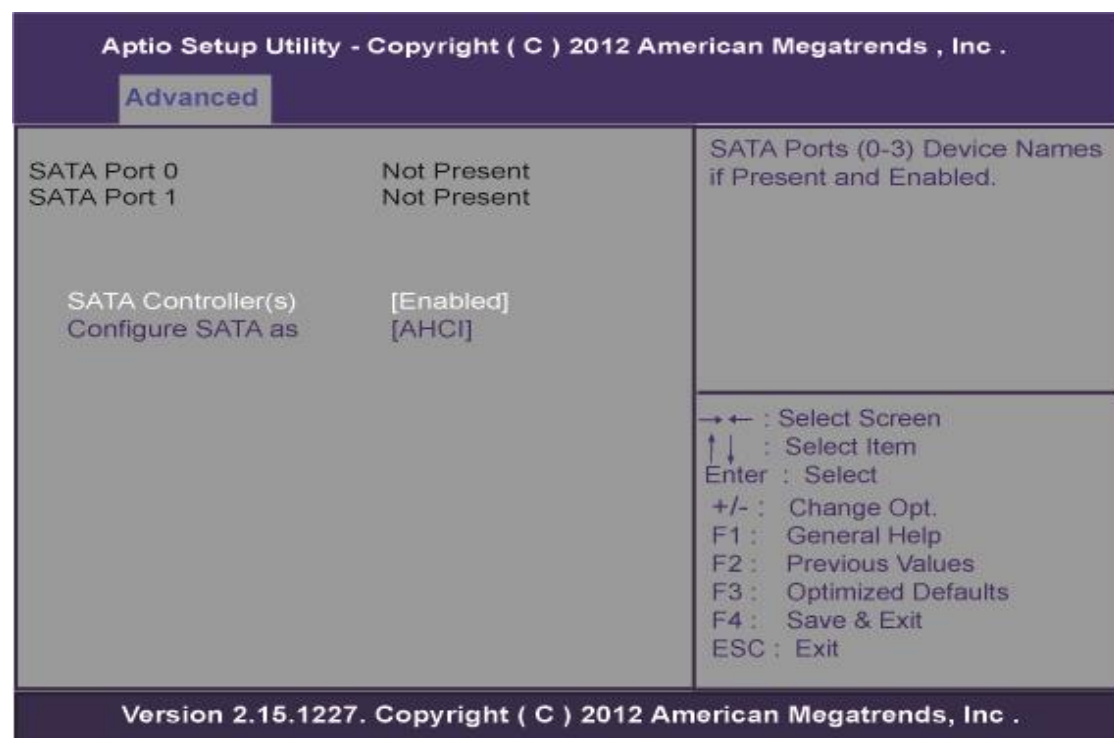 Aptio Setup Utility - Copyright ( C ) 2012 American Megatrends , Inc .
Advanced
SATA Port 0 Not Present
SATA Port 1 Not Present
SATA Controller(s) [Enabled]
Configure SATA as [AHCI]
SATA Ports (0-3) Device Names
if Present and Enabled.
→ ← : Select Screen
↑↓ : Select Item
Enter : Select
+/- : Change Opt.
F1 : General Help
F2 : Previous Values
F3 : Optimized Defaults
F4 : Save & Exit
ESC : Exit
Version 2.15.1227. Copyright ( C ) 2012 American Megatrends, Inc .